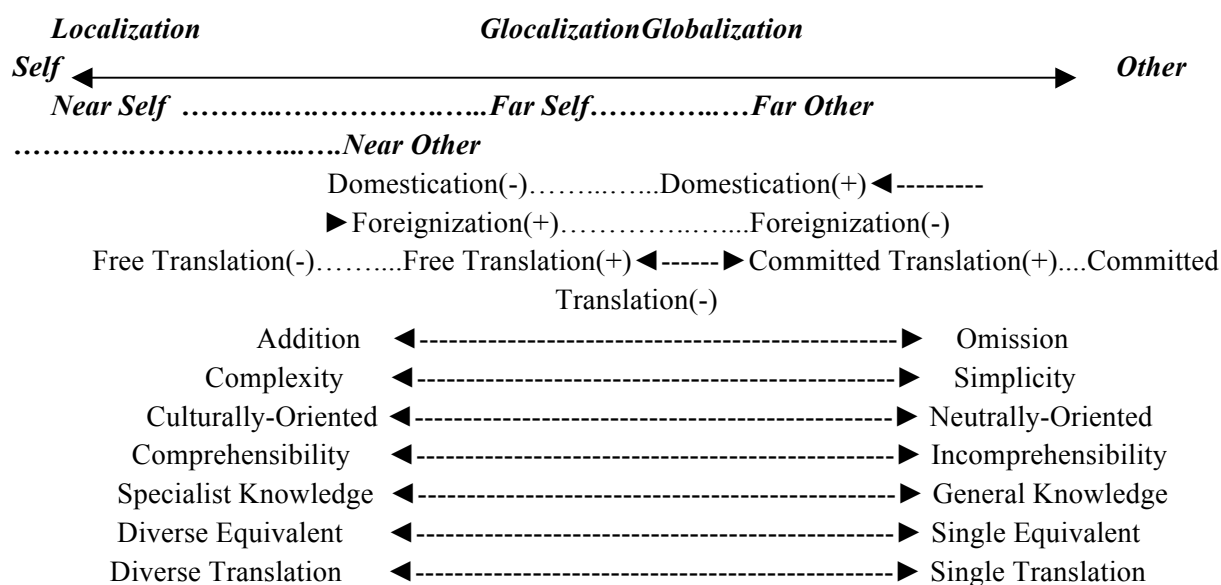 Localization GlocalizationGlobalization
Self ◄──────────► Other
Near Self ………..….…………….…..Far Self…………..….Far Other
………….……………...….Near Other
Domestication(-)……...…...Domestication(+)◄---------
►Foreignization(+)…………..…....Foreignization(-)
Free Translation(-)……....Free Translation(+)◄------►Committed Translation(+)....Committed
Translation(-)
Addition ◄-----------------------------------------------► Omission
Complexity ◄-----------------------------------------------► Simplicity
Culturally-Oriented ◄-----------------------------------------------► Neutrally-Oriented
Comprehensibility ◄-----------------------------------------------► Incomprehensibility
Specialist Knowledge ◄-----------------------------------------------► General Knowledge
Diverse Equivalent ◄-----------------------------------------------► Single Equivalent
Diverse Translation ◄-----------------------------------------------► Single Translation